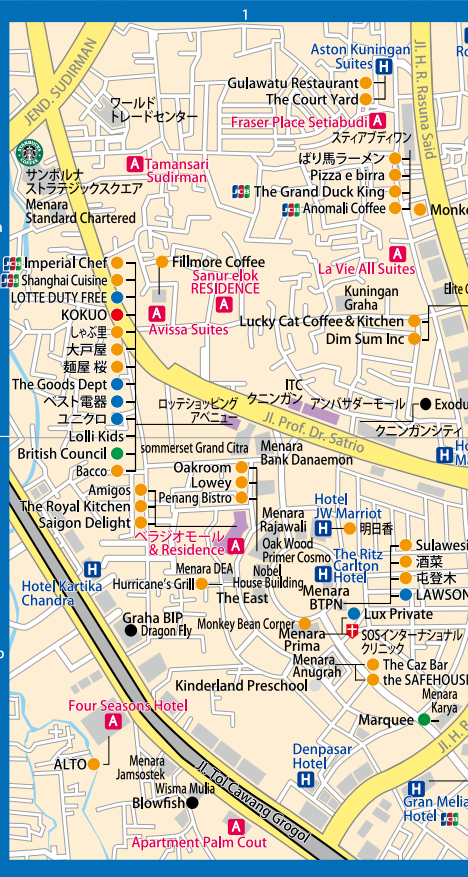 1
JEND. SUDIRMAN
Jl. H. R. Rasuna Said
Aston Kuningan
Suites
H
Gulawatu Restaurant
The Court Yard
ワールド
トレードセンター
Fraser Place Setiabudi
A
スティアブディワン
STARBUCKS COFFEE
サンポルナ
ストラテジックスクエア
Menara
Standard Chartered
A
Tamansari
Sudirman
ばり馬ラーメン
Pizza e birra
JCB The Grand Duck King
JCB Anomali Coffee
Monke
A
La Vie All Suites
JCB Imperial Chef
JCB Shanghai Cuisine
LOTTE DUTY FREE
KOKUO
しゃぶ里
大戸屋
麺屋 桜
The Goods Dept
ベスト電器
ユニクロ
Lolli Kids
British Council
Bacco
Fillmore Coffee
Sanur elok
RESIDENCE
A
A
Avissa Suites
Kuningan
Graha
Elite
Lucky Cat Coffee & Kitchen
Dim Sum Inc
ITC
クニンガン
アンバサダーモール
Exodu
ロッテショッピング
アベニュー
Jl. Prof. Dr. Satrio
クニンガンシティ
sommerset Grand Citra
Menara
Bank Danaemon
H
Oakroom
Lowey
Penang Bistro
Amigos
The Royal Kitchen
Saigon Delight
ベラジオモール
& Residence
A
Menara
Rajawali
Hotel
JW Marriot
H
明日香
Oak Wood
Primer Cosmo
The Ritz
Carlton
Hotel
H
Sulawesi
酒菜
屯登木
LAWSON
Menara DEA
Nobel
House Building
Hurricane's Grill
The East
Menara
BTPN
Lux Private
H
Hotel Kartika
Chandra
Graha BIP
Dragon Fly
Monkey Bean Corner
Menara
Prima
SOSインターナショナル
クリニック
Menara
Anugrah
The Caz Bar
the SAFEHOUS
Kinderland Preschool
Menara
Karya
Marquee
Four Seasons Hotel
A
Jl. H. R.
Denpasar
Hotel
H
ALTO
Menara
Jamsostek
Jl. Tol Cawang Grogol
Wisma Mulia
Blowfish
H
Gran Melia
Hotel JCB
A
Apartment Palm Cout